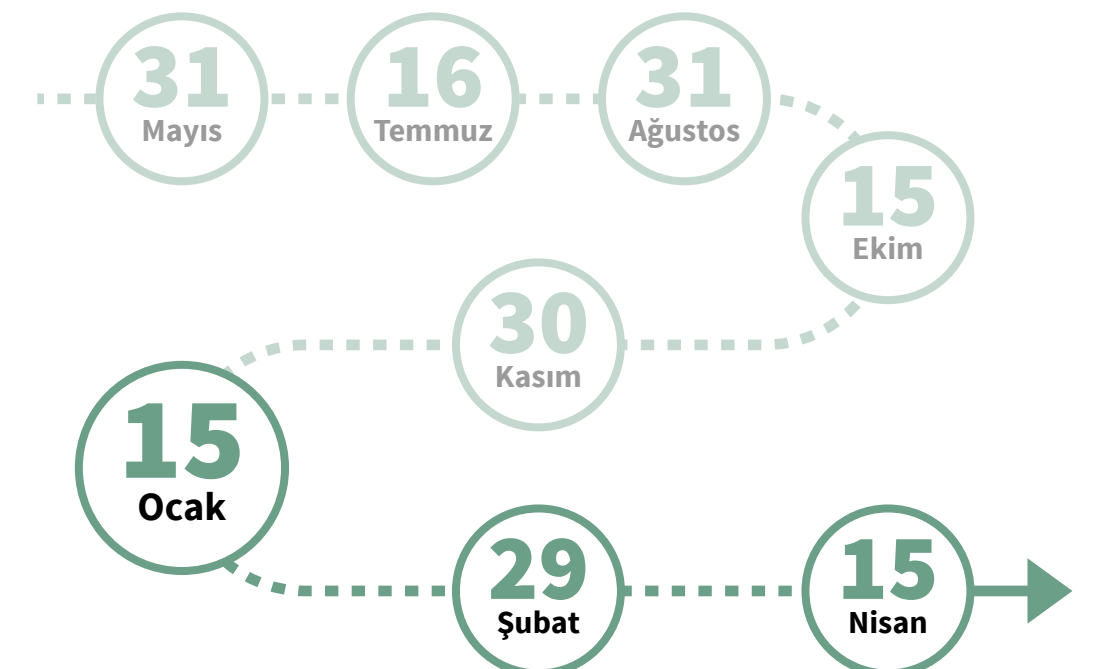 31
Mayıs
16
Temmuz
31
Ağustos
15
Ekim
30
Kasım
15
Ocak
29
Şubat
15
Nisan